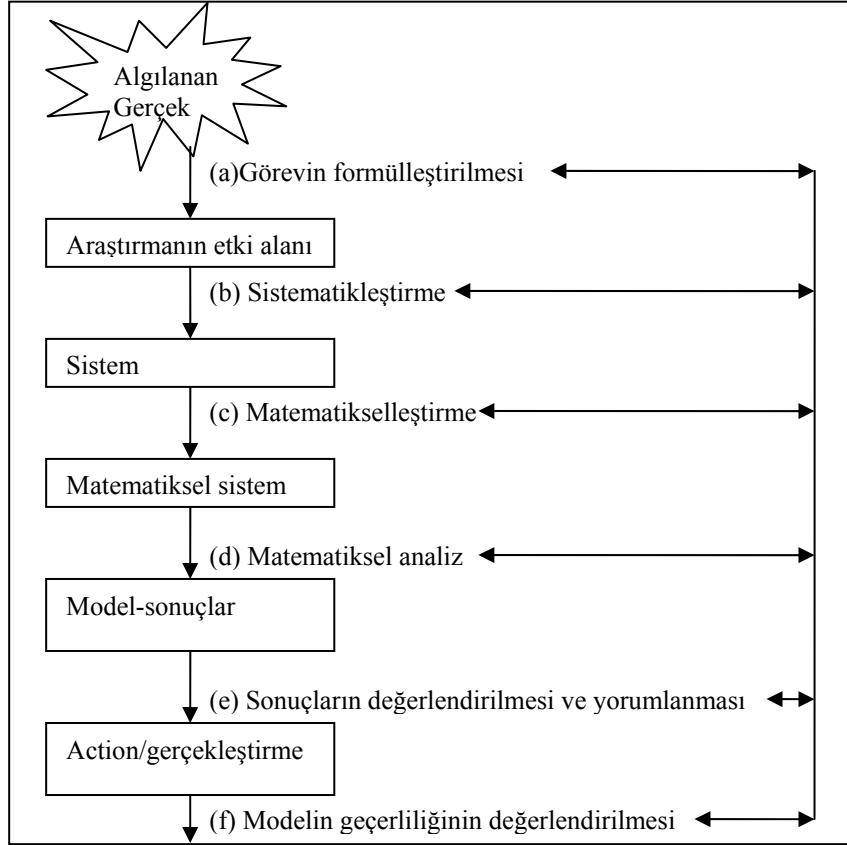 Algılanan
Gerçek
(a)Görevin formülleştirilmesi
Araştırmanın etki alanı
(b) Sistematikleştirme
Sistem
(c) Matematikselleştirme
Matematiksel sistem
(d) Matematiksel analiz
Model-sonuçlar
(e) Sonuçların değerlendirilmesi ve yorumlanması
Action/gerçekleştirme
(f) Modelin geçerliliğinin değerlendirilmesi